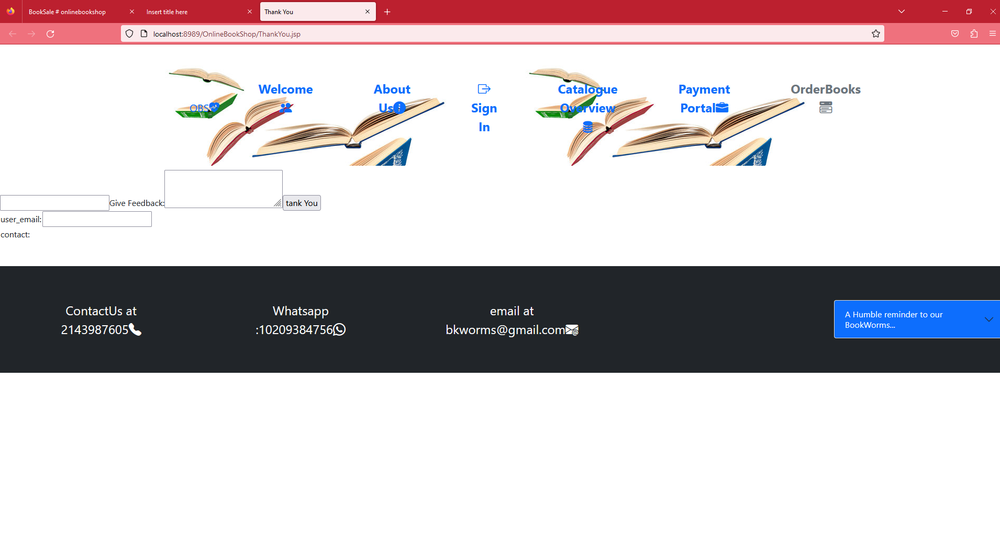 BookSale # onlinebookshop
Insert title here
Thank You
localhost:8989/OnlineBookShop/ThankYou.jsp
OBS
Welcome
About
Us
Sign
In
Catalogue
Overview
Payment
Portal
OrderBooks
Give Feedback:
tank You
user_email:
contact:
ContactUs at
2143987605
Whatsapp
:10209384756
email at
bkworms@gmail.com
A Humble reminder to our
BookWorms...